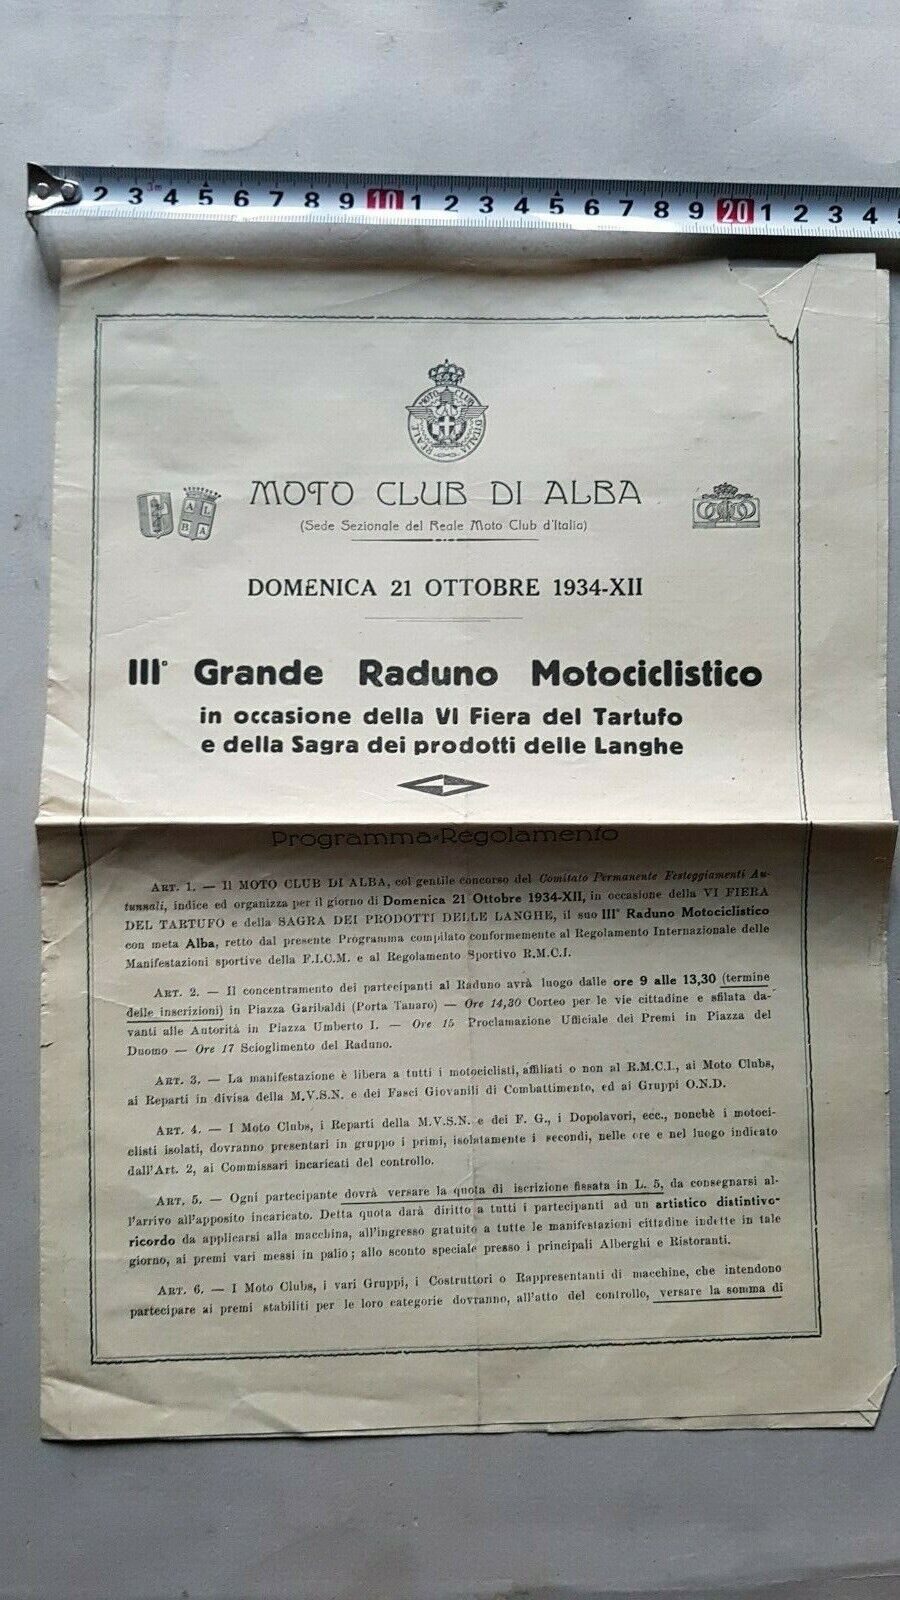 3m
2 3 4 5 6 7 8 9 10 1 2 3 4 5 6 7 8 9 20 1 2 3 4 5
REALE MOTO CLUB D'ITALIA
MOTO CLUB DI ALBA
AL
BA
(Sede Sezionale del Reale Moto Club d'Italia)
DOMENICA 21 OTTOBRE 1934-XII
III° Grande Raduno Motociclistico
in occasione della VI Fiera del Tartufo
e della Sagra dei prodotti delle Langhe
Programma-Regolamento
ART. 1. — Il MOTO CLUB DI ALBA, col gentile concorso del Comitato Permanente Festeggiamenti Au-
tunnali, indice ed organizza per il giorno di Domenica 21 Ottobre 1934-XII, in occasione della VI FIERA
DEL TARTUFO e della SAGRA DEI PRODOTTI DELLE LANGHE, il suo III° Raduno Motociclistico
con meta Alba, retto dal presente Programma compilato conformemente al Regolamento Internazionale delle
Manifestazioni sportive della F.I.C.M. e al Regolamento Sportivo R.M.C.I.
ART. 2. — Il concentramento dei partecipanti al Raduno avrà luogo dalle ore 9 alle 13,30 (termine
delle inscrizioni) in Piazza Garibaldi (Porta Tanaro) — Ore 14,30 Corteo per le vie cittadine e sfilata da-
vanti alle Autorità in Piazza Umberto I. — Ore 15 Proclamazione Ufficiale dei Premi in Piazza del
Duomo — Ore 17 Scioglimento del Raduno.
ART. 3. — La manifestazione è libera a tutti i motociclisti, affiliati o non al R.M.C.I., ai Moto Clubs,
ai Reparti in divisa della M.V.S.N. e dei Fasci Giovanili di Combattimento, ed ai Gruppi O.N.D.
ART. 4. — I Moto Clubs, i Reparti della M.V.S.N. e dei F. G., i Dopolavori, ecc., nonchè i motoci-
clisti isolati, dovranno presentari in gruppo i primi, isolatamente i secondi, nelle ore e nel luogo indicato
dall'Art. 2, ai Commissari incaricati del controllo.
ART. 5. — Ogni partecipante dovrà versare la quota di iscrizione fissata in L. 5, da consegnarsi al-
l'arrivo all'apposito incaricato. Detta quota darà diritto a tutti i partecipanti ad un artistico distintivo-
ricordo da applicarsi alla macchina, all'ingresso gratuito a tutte le manifestazioni cittadine indette in tale
giorno, ai premi vari messi in palio; allo sconto speciale presso i principali Alberghi e Ristoranti.
ART. 6. — I Moto Clubs, i vari Gruppi, i Costruttori o Rappresentanti di macchine, che intendono
partecipare ai premi stabiliti per le loro categorie dovranno, all'atto del controllo, versare la somma di